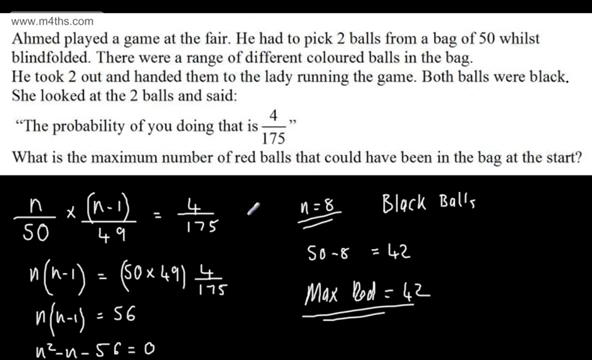 www.m4ths.com
Ahmed played a game at the fair. He had to pick 2 balls from a bag of 50 whilst
blindfolded. There were a range of different coloured balls in the bag.
He took 2 out and handed them to the lady running the game. Both balls were black.
She looked at the 2 balls and said:
“The probability of you doing that is 4/175”
What is the maximum number of red balls that could have been in the bag at the start?
n/50 × (n-1)/49 = 4/175
n(n-1) = (50×49) 4/175
n(n-1) = 56
n²-n-56=0
n=8 Black Balls
50-8 = 42
Max Red = 42